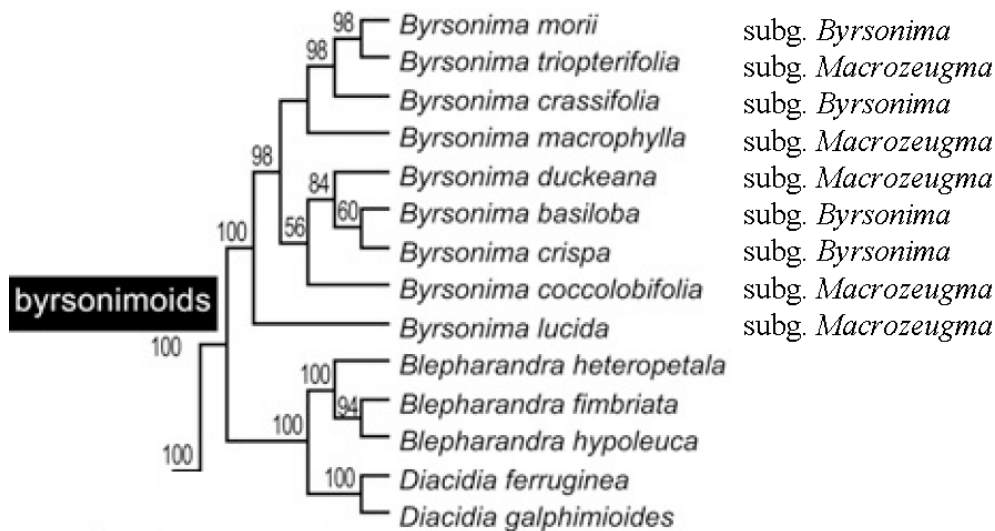 98 Byrsonima morii subg. Byrsonima
98 Byrsonima triopterifolia subg. Macrozeugma
Byrsonima crassifolia subg. Byrsonima
98 Byrsonima macrophylla subg. Macrozeugma
84 Byrsonima duckeana subg. Macrozeugma
60 Byrsonima basiloba subg. Byrsonima
100 56 Byrsonima crispa subg. Byrsonima
byrsonimoids Byrsonima coccolobifolia subg. Macrozeugma
Byrsonima lucida subg. Macrozeugma
100
100 Blepharandra heteropetala
94 Blepharandra fimbriata
100 Blepharandra hypoleuca
100 100 Diacidia ferruginea
Diacidia galphimioides